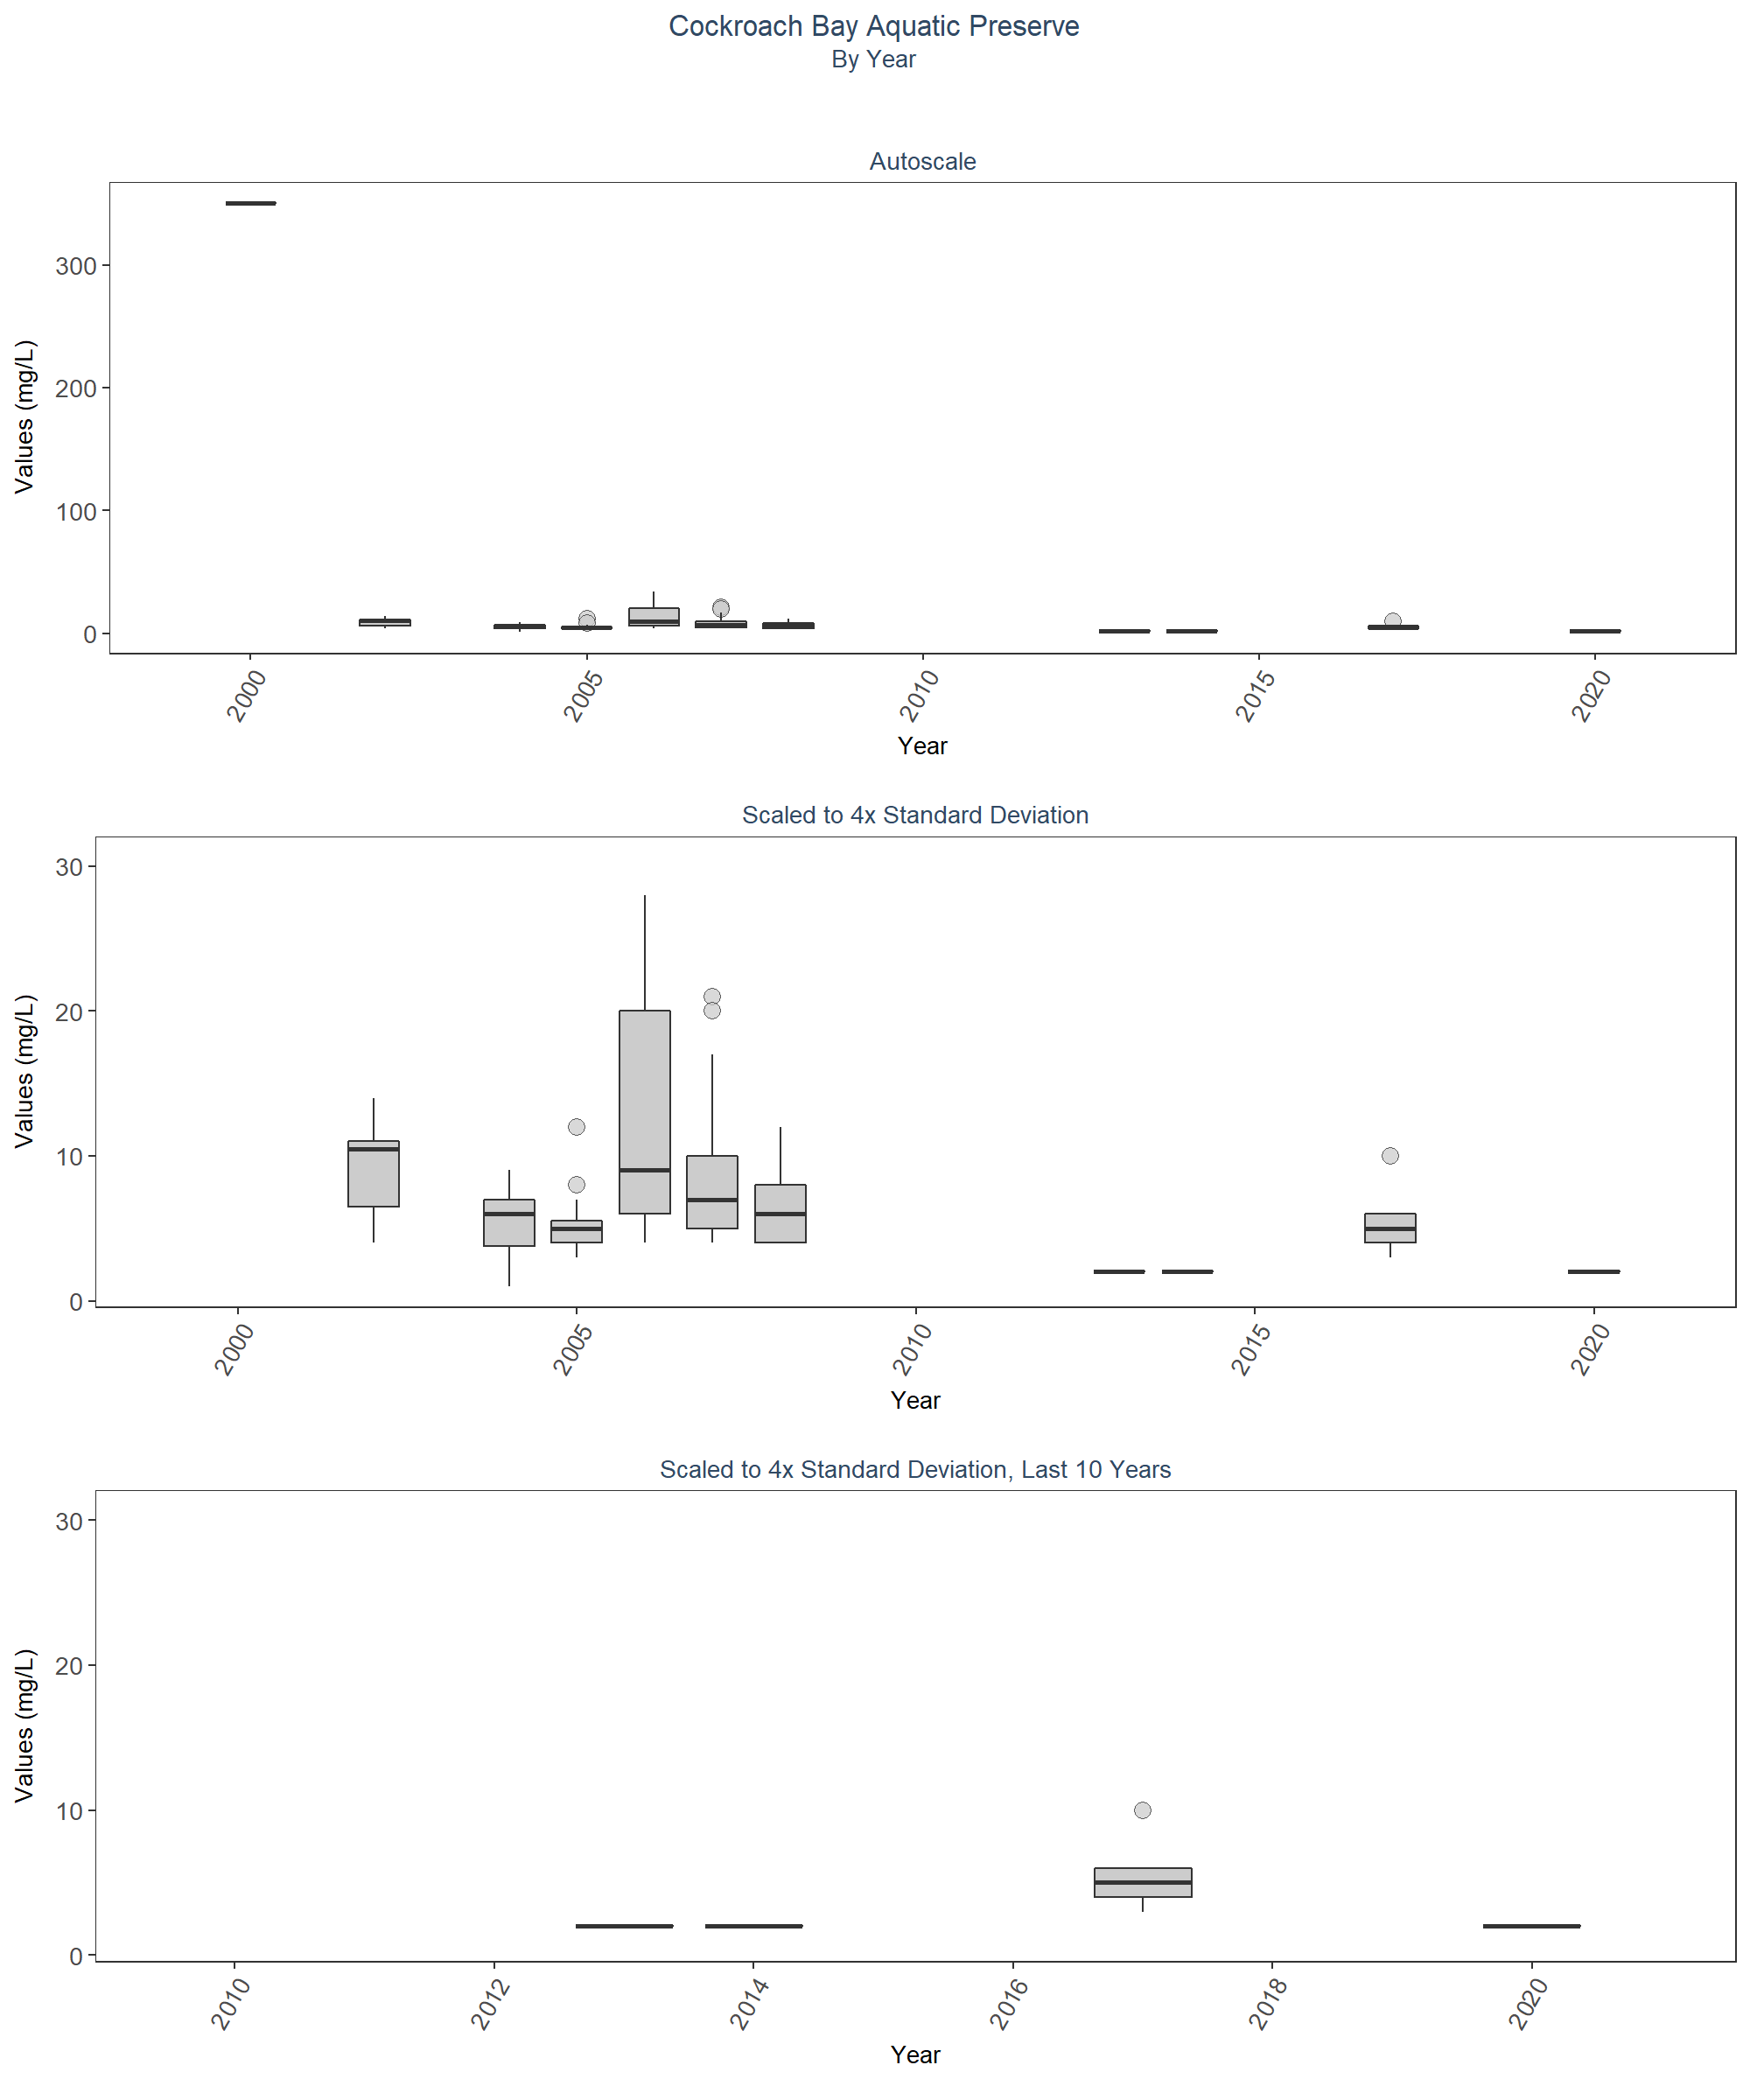 Cockroach Bay Aquatic Preserve
By Year
Autoscale
Values (mg/L)
300
200
100
0
2000 2005 2010 2015 2020
Year
Scaled to 4x Standard Deviation
Values (mg/L)
30
20
10
0
2000 2005 2010 2015 2020
Year
Scaled to 4x Standard Deviation, Last 10 Years
Values (mg/L)
30
20
10
0
2010 2012 2014 2016 2018 2020
Year